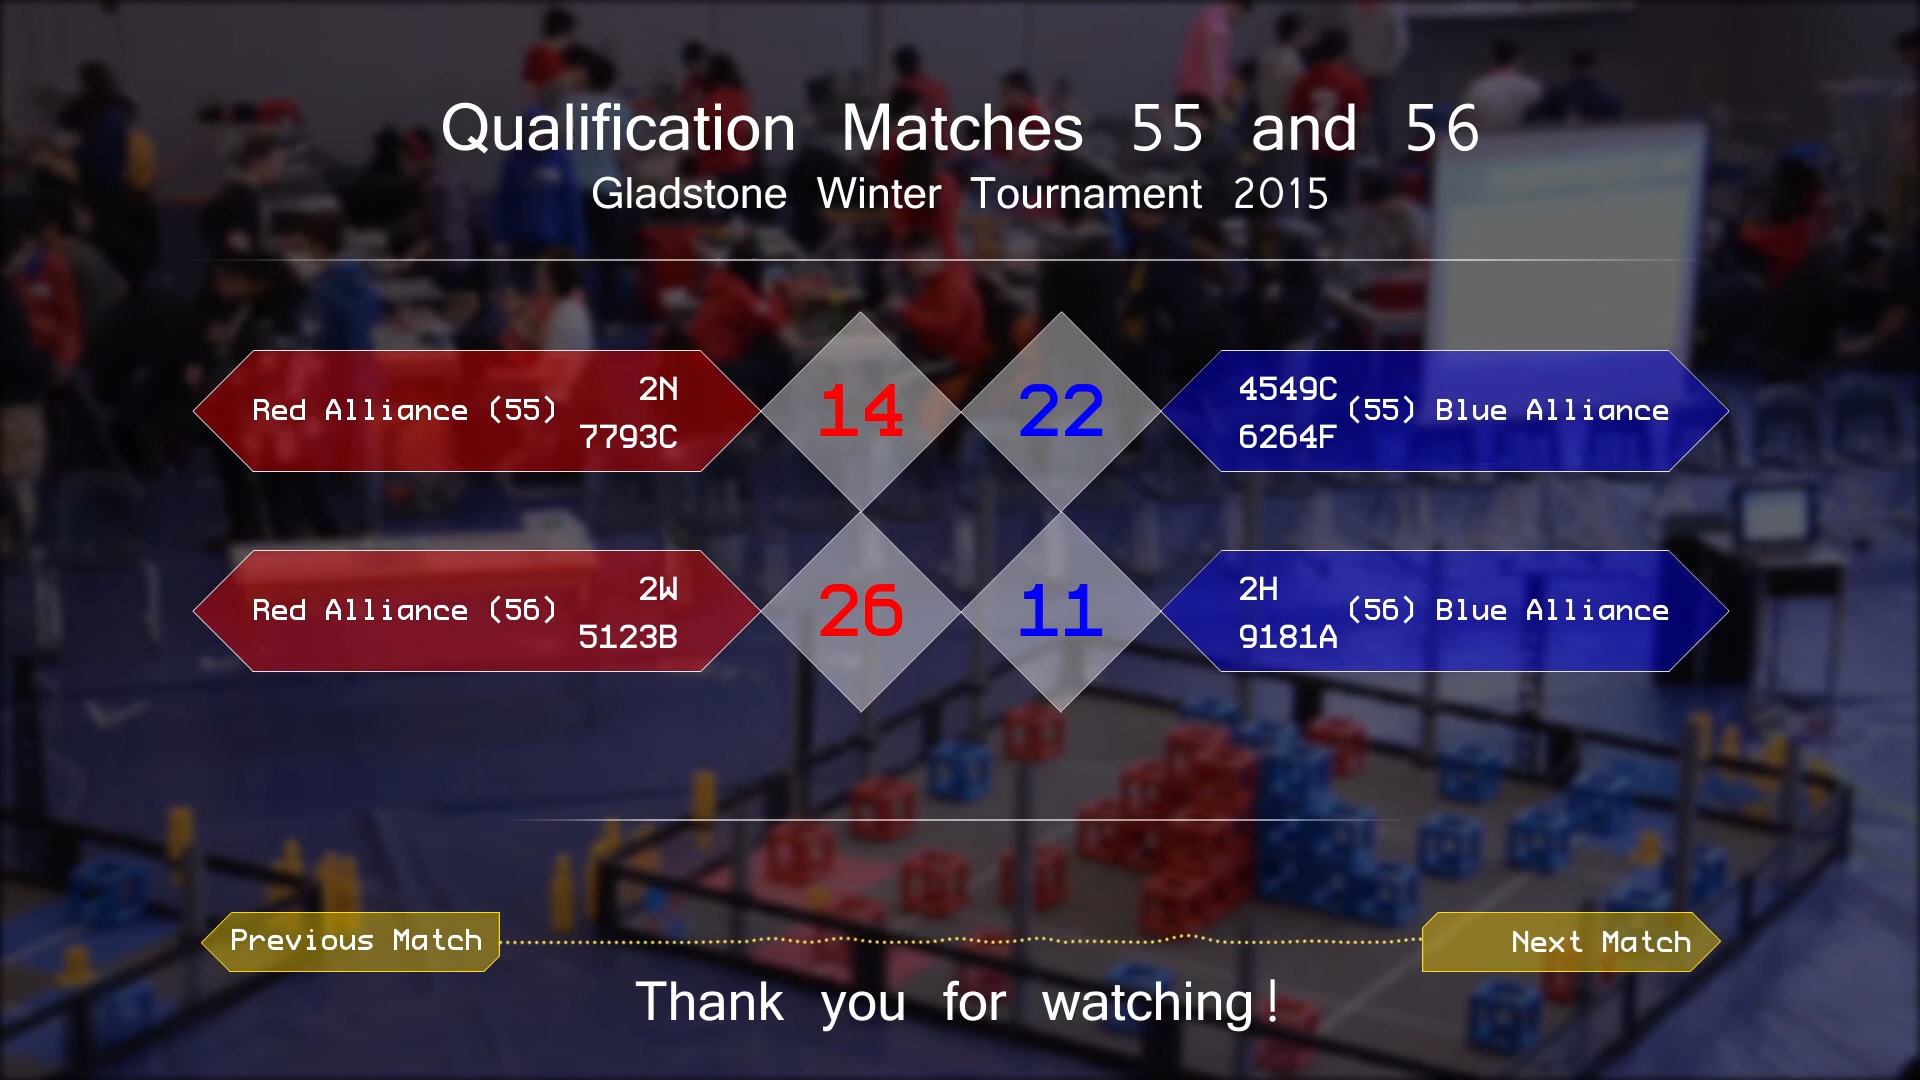 Qualification Matches 55 and 56
Gladstone Winter Tournament 2015
Red Alliance (55)
2N
7793C
14
22
4549C
6264F
(55) Blue Alliance
Red Alliance (56)
2W
5123B
26
11
2H
9181A
(56) Blue Alliance
Previous Match
Next Match
Thank you for watching!